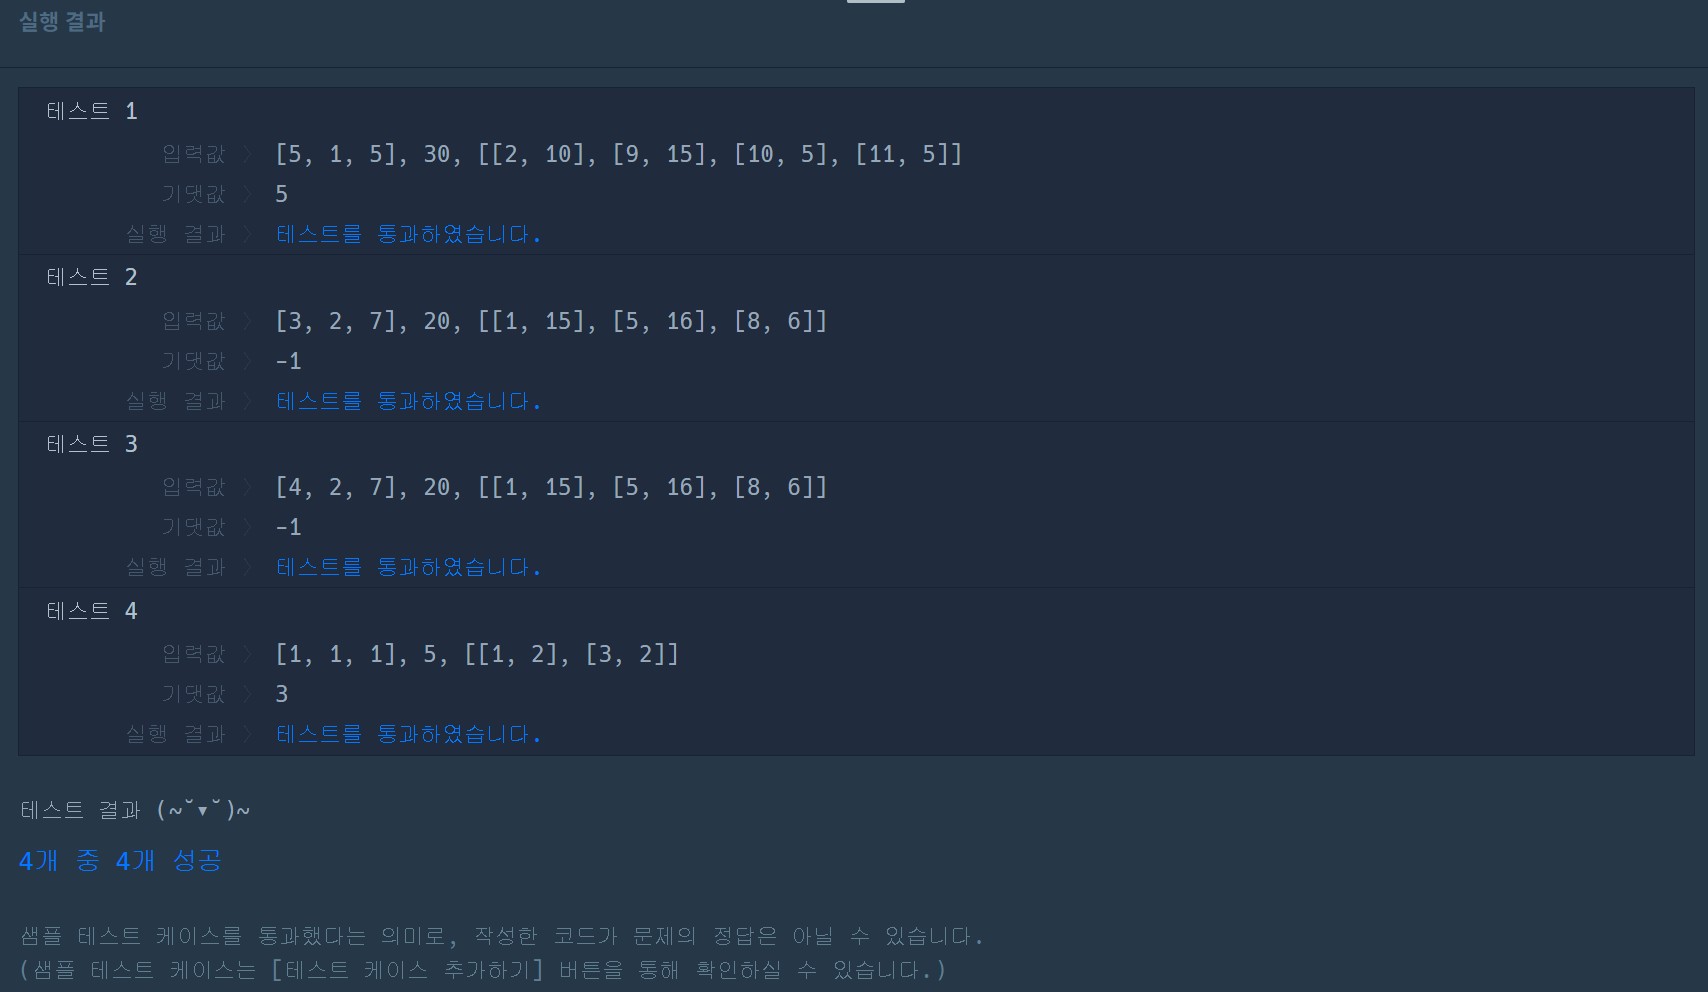 실행 결과
테스트 1
입력값 〉 [5, 1, 5], 30, [[2, 10], [9, 15], [10, 5], [11, 5]]
기댓값 〉 5
실행 결과 〉 테스트를 통과하였습니다.
테스트 2
입력값 〉 [3, 2, 7], 20, [[1, 15], [5, 16], [8, 6]]
기댓값 〉 -1
실행 결과 〉 테스트를 통과하였습니다.
테스트 3
입력값 〉 [4, 2, 7], 20, [[1, 15], [5, 16], [8, 6]]
기댓값 〉 -1
실행 결과 〉 테스트를 통과하였습니다.
테스트 4
입력값 〉 [1, 1, 1], 5, [[1, 2], [3, 2]]
기댓값 〉 3
실행 결과 〉 테스트를 통과하였습니다.
테스트 결과 (~˘▾˘)~
4개 중 4개 성공
샘플 테스트 케이스를 통과했다는 의미로, 작성한 코드가 문제의 정답은 아닐 수 있습니다.
(샘플 테스트 케이스는 [테스트 케이스 추가하기] 버튼을 통해 확인하실 수 있습니다.)